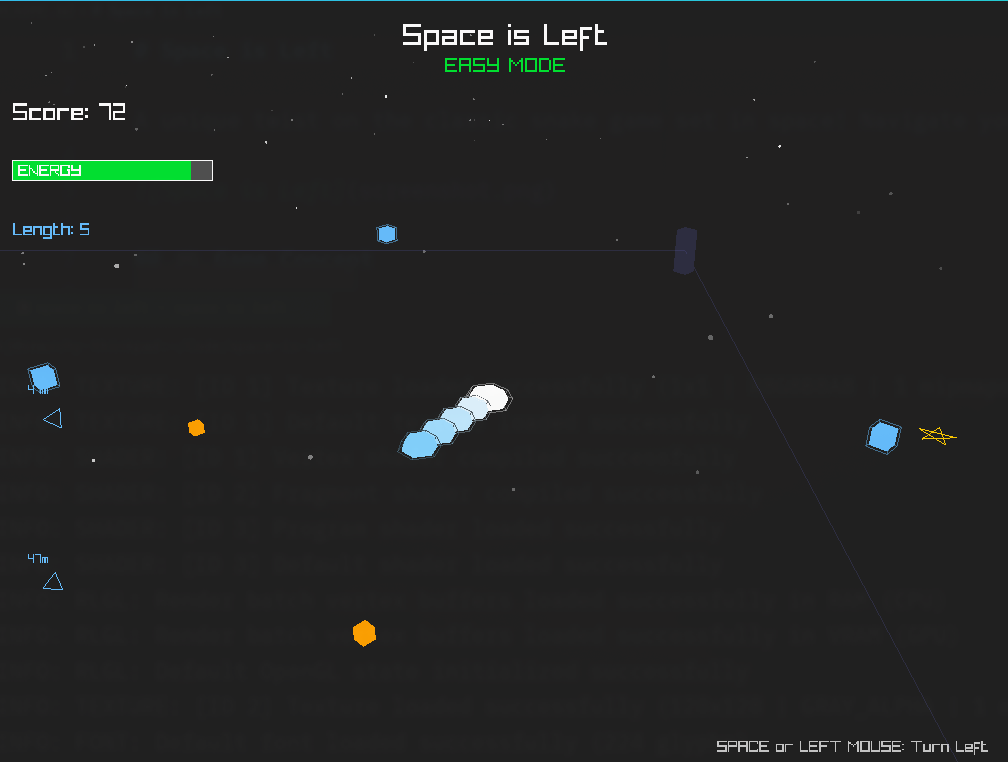 Space is Left
EASY MODE
Score: 72
ENERGY
Length: 5
47m
SPACE or LEFT MOUSE: Turn Left